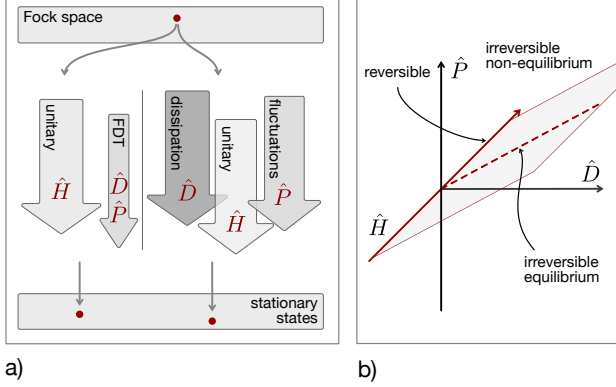 Fock space
unitary
Ĥ
FDT
D̂
P̂
dissipation
D̂
unitary
Ĥ
fluctuations
P̂
stationary
states
a)
irreversible
non-equilibrium
reversible
P̂
D̂
Ĥ
irreversible
equilibrium
b)